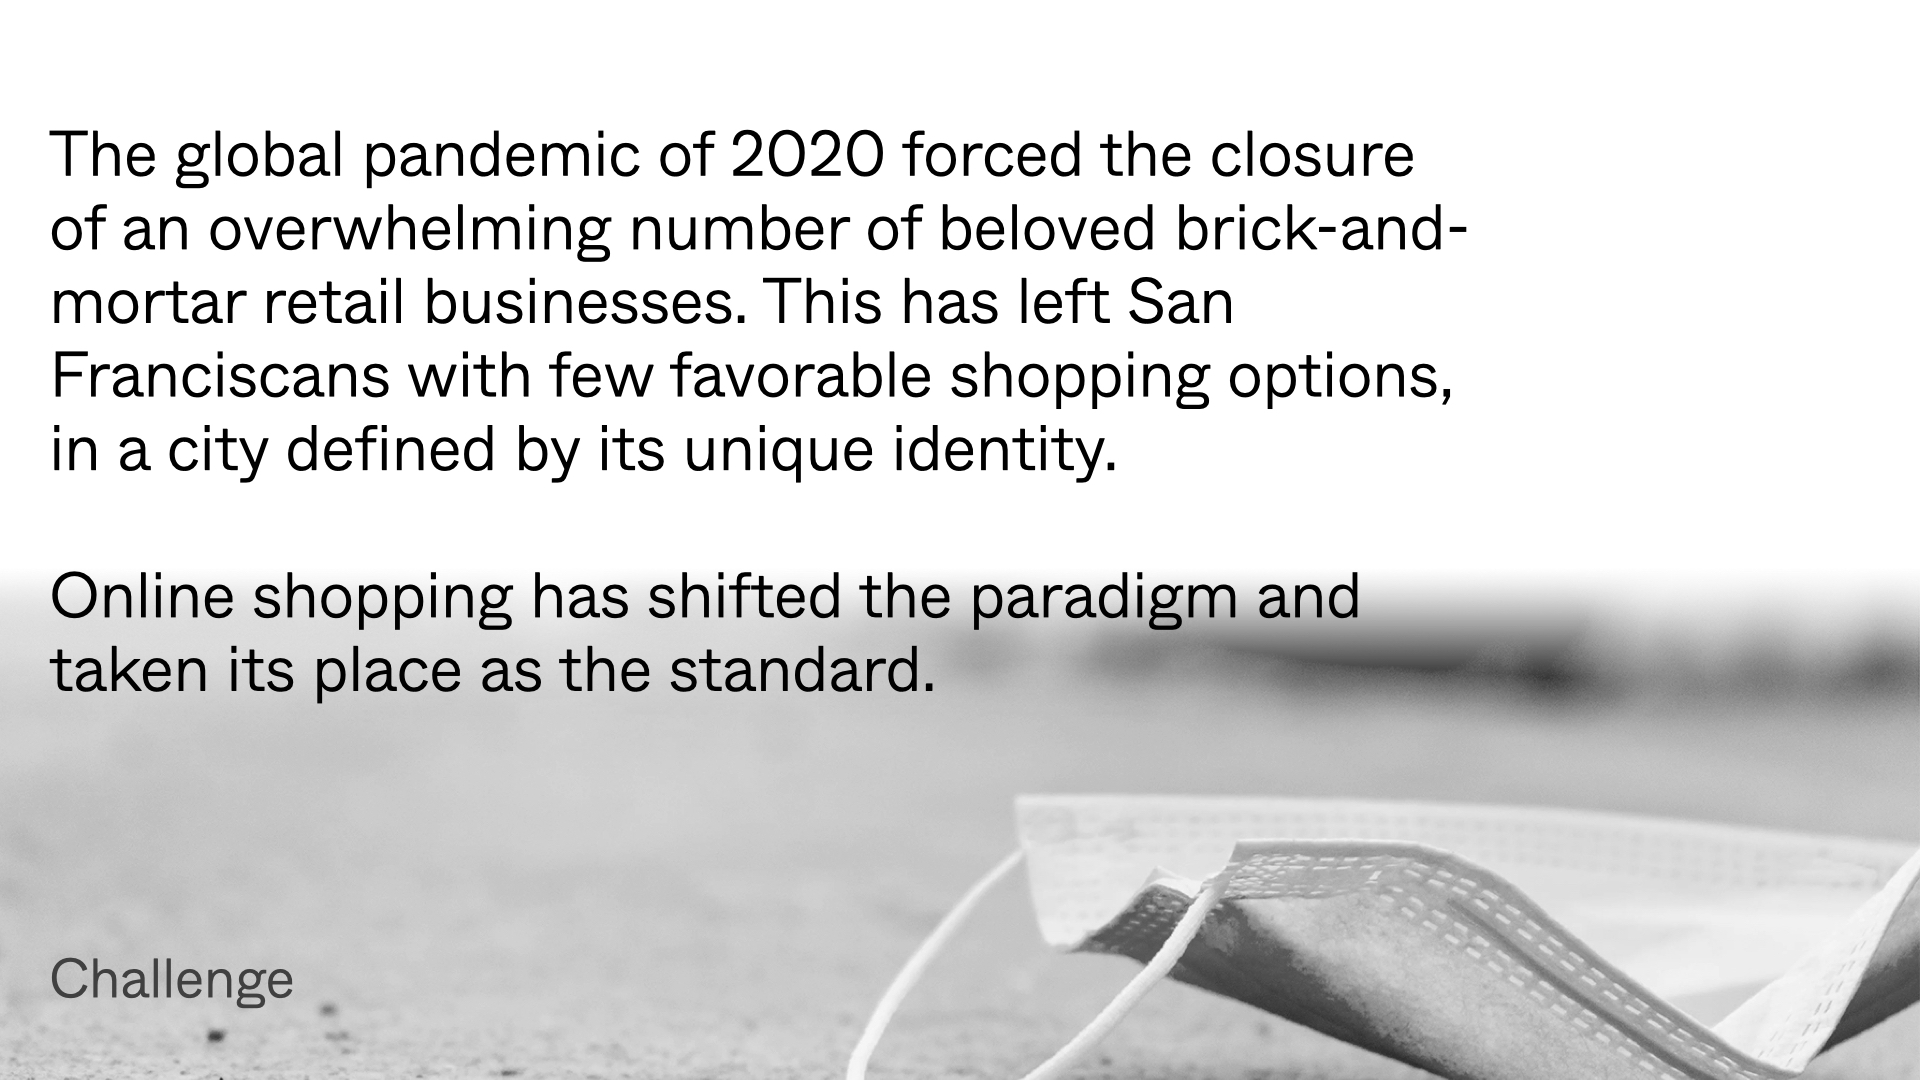 The global pandemic of 2020 forced the closure
of an overwhelming number of beloved brick-and-
mortar retail businesses. This has left San
Franciscans with few favorable shopping options,
in a city defined by its unique identity.
Online shopping has shifted the paradigm and
taken its place as the standard.
Challenge